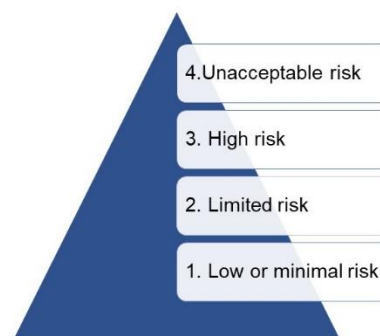 4.Unacceptable risk
3. High risk
2. Limited risk
1. Low or minimal risk